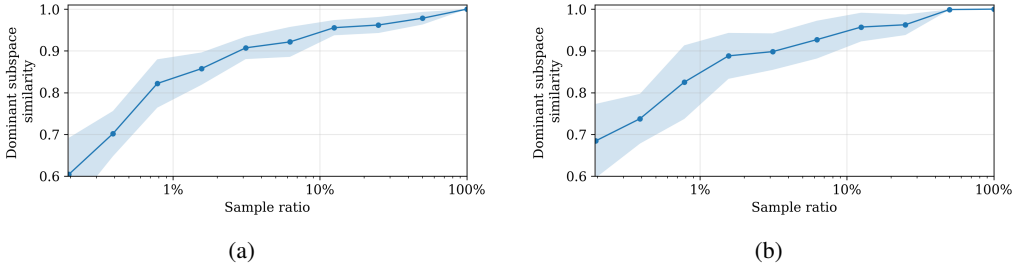 1.0
0.9
0.8
0.7
0.6
Dominant subspace
similarity
1%
10%
100%
Sample ratio
(a)
1.0
0.9
0.8
0.7
0.6
Dominant subspace
similarity
1%
10%
100%
Sample ratio
(b)